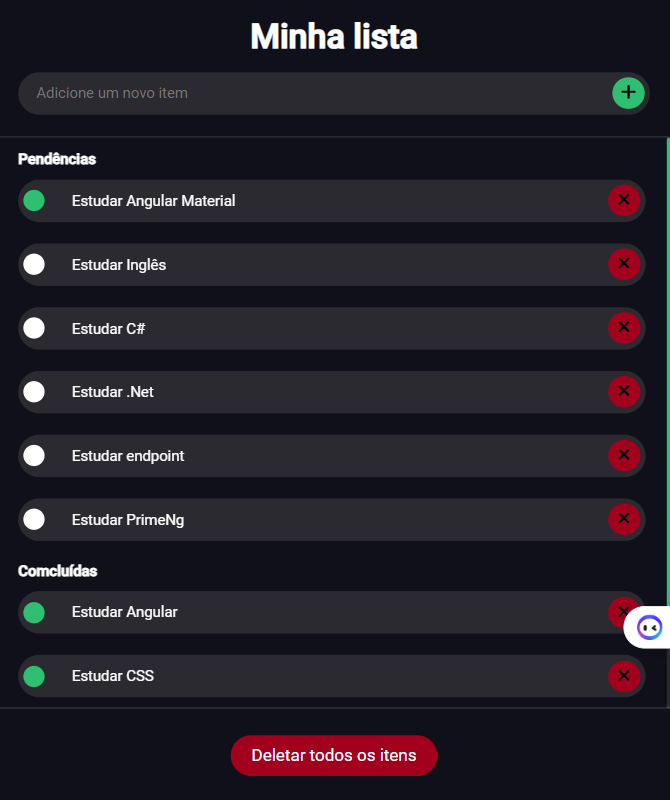 Minha lista
Adicione um novo item
Pendências
Estudar Angular Material
Estudar Inglês
Estudar C#
Estudar .Net
Estudar endpoint
Estudar PrimeNg
Comcluídas
Estudar Angular
Estudar CSS
Deletar todos os itens